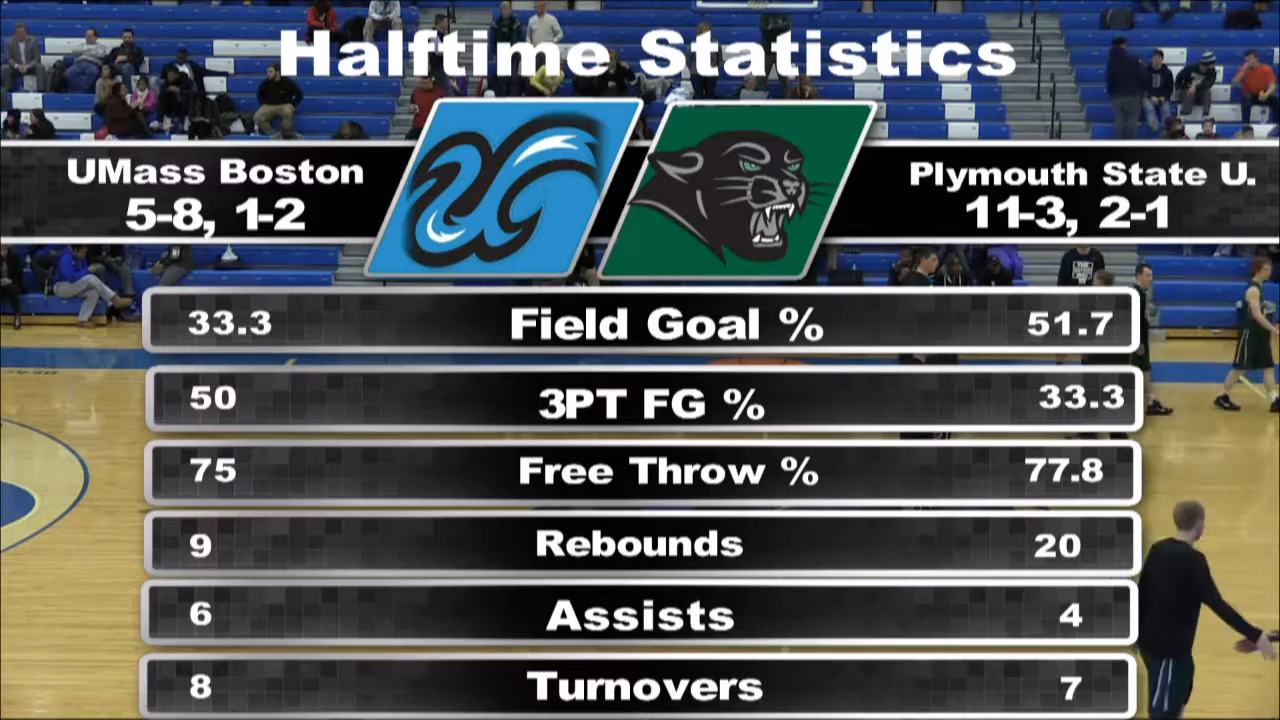 Halftime Statistics
UMass Boston
5-8, 1-2
Plymouth State U.
11-3, 2-1
33.3 Field Goal % 51.7
50 3PT FG % 33.3
75 Free Throw % 77.8
9 Rebounds 20
6 Assists 4
8 Turnovers 7